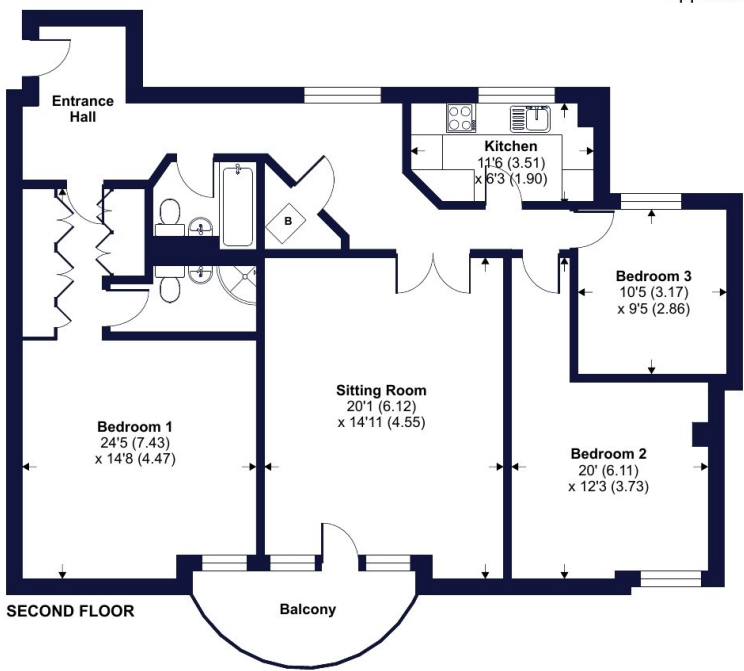 Entrance
Hall
Kitchen
11'6 (3.51)
x 6'3 (1.90)
B
Bedroom 3
10'5 (3.17)
x 9'5 (2.86)
Sitting Room
20'1 (6.12)
x 14'11 (4.55)
Bedroom 1
24'5 (7.43)
x 14'8 (4.47)
Bedroom 2
20' (6.11)
x 12'3 (3.73)
SECOND FLOOR
Balcony